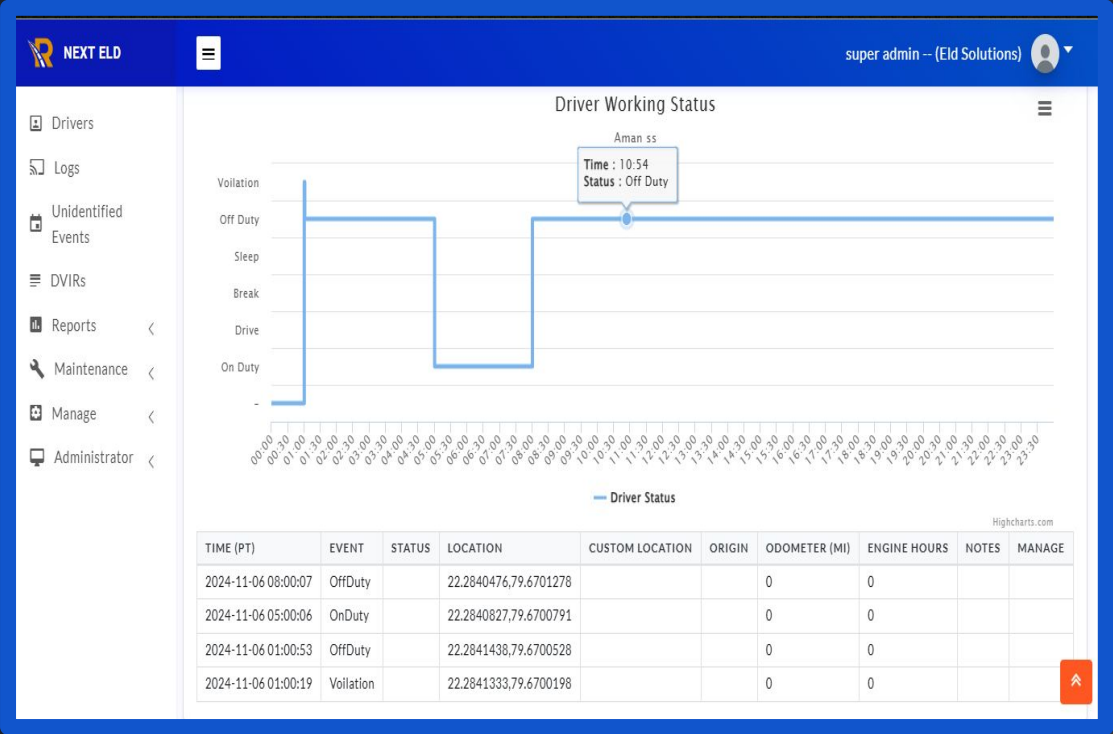 NEXT ELD
super admin -- (Eld Solutions)
Drivers
Logs
Unidentified
Events
DVIRs
Reports
Maintenance
Manage
Administrator
Driver Working Status
Aman ss
Time : 10:54
Status : Off Duty
Voilation
Off Duty
Sleep
Break
Drive
On Duty
-
00:00 00:30 01:00 01:30 02:00 02:30 03:00 03:30 04:00 04:30 05:00 05:30 06:00 06:30 07:00 07:30 08:00 08:30 09:00 09:30 10:00 10:30 11:00 11:30 12:00 12:30 13:00 13:30 14:00 14:30 15:00 15:30 16:00 16:30 17:00 17:30 18:00 18:30 19:00 19:30 20:00 20:30 21:00 21:30 22:00 22:30 23:00 23:30
Driver Status
Highcharts.com
TIME (PT) EVENT STATUS LOCATION CUSTOM LOCATION ORIGIN ODOMETER (MI) ENGINE HOURS NOTES MANAGE
2024-11-06 08:00:07 OffDuty 22.2840476,79.6701278 0 0
2024-11-06 05:00:06 OnDuty 22.2840827,79.6700791 0 0
2024-11-06 01:00:53 OffDuty 22.2841438,79.6700528 0 0
2024-11-06 01:00:19 Voilation 22.2841333,79.6700198 0 0